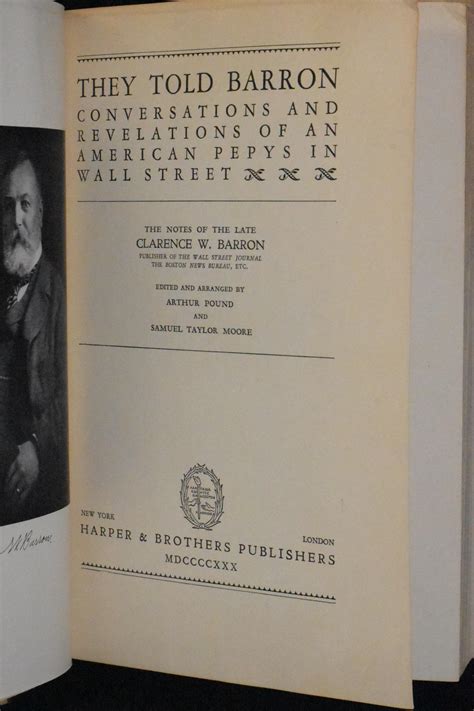 THEY TOLD BARRON
CONVERSATIONS AND
REVELATIONS OF AN
AMERICAN PEPYS IN
WALL STREET
THE NOTES OF THE LATE
CLARENCE W. BARRON
PUBLISHER OF THE WALL STREET JOURNAL
THE BOSTON NEWS BUREAU, ETC.
EDITED AND ARRANGED BY
ARTHUR POUND
AND
SAMUEL TAYLOR MOORE
NEW YORK
LONDON
HARPER & BROTHERS PUBLISHERS
MDCCCCXXX